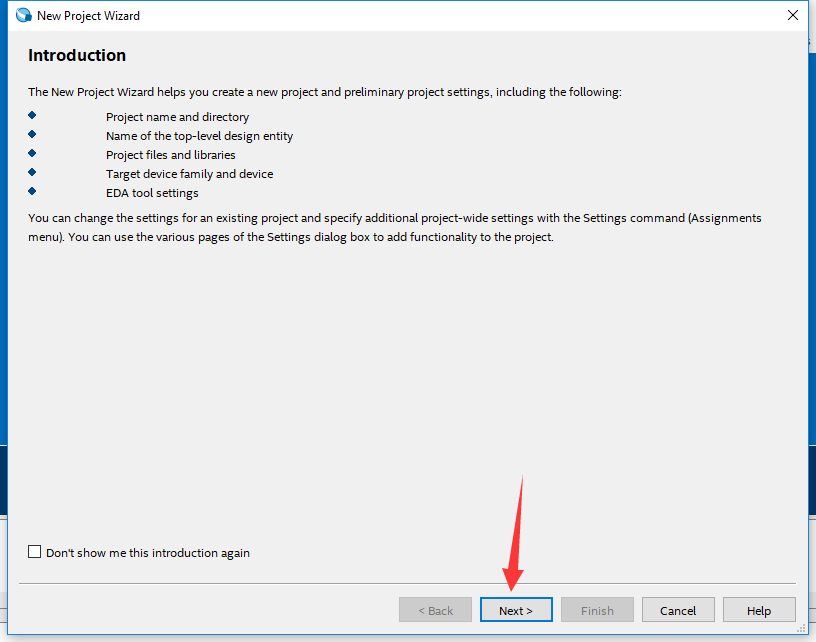 New Project Wizard
Introduction
The New Project Wizard helps you create a new project and preliminary project settings, including the following:
Project name and directory
Name of the top-level design entity
Project files and libraries
Target device family and device
EDA tool settings
You can change the settings for an existing project and specify additional project-wide settings with the Settings command (Assignments
menu). You can use the various pages of the Settings dialog box to add functionality to the project.
Don't show me this introduction again
< Back Next > Finish Cancel Help